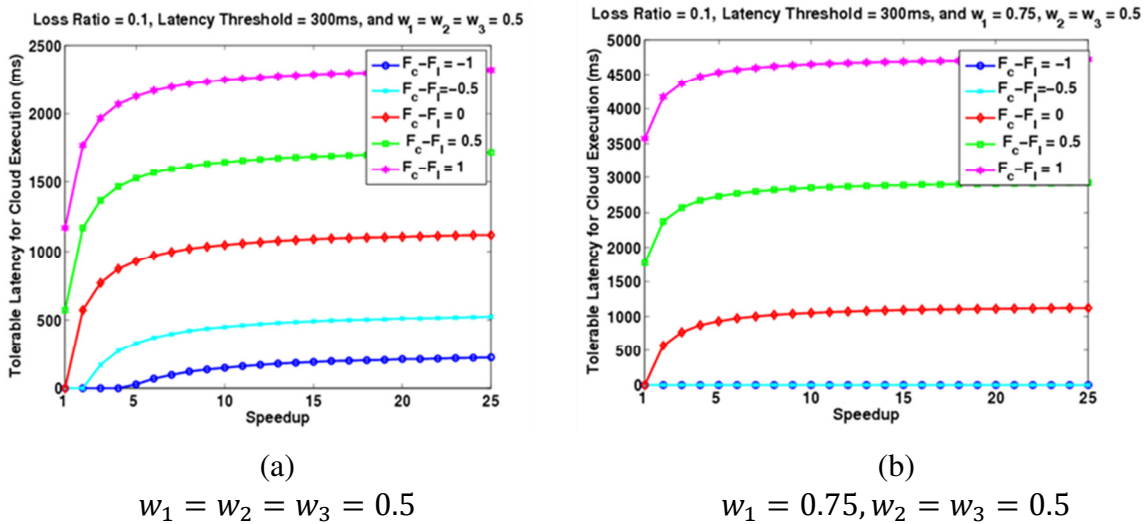 Loss Ratio = 0.1, Latency Threshold = 300ms, and w1 = w2 = w3 = 0.5
Tolerable Latency for Cloud Execution (ms)
2500
2000
1500
1000
500
0
1
5
10
15
20
25
Speedup
Fc−Fl = −1
Fc−Fl=−0.5
Fc−Fl = 0
Fc−Fl = 0.5
Fc−Fl = 1
(a)
w1 = w2 = w3 = 0.5
Loss Ratio = 0.1, Latency Threshold = 300ms, and w1 = 0.75, w2 = w3 = 0.5
Tolerable Latency for Cloud Execution (ms)
5000
4500
4000
3500
3000
2500
2000
1500
1000
500
0
1
5
10
15
20
25
Speedup
Fc−Fl = −1
Fc−Fl=−0.5
Fc−Fl = 0
Fc−Fl = 0.5
Fc−Fl = 1
(b)
w1 = 0.75, w2 = w3 = 0.5